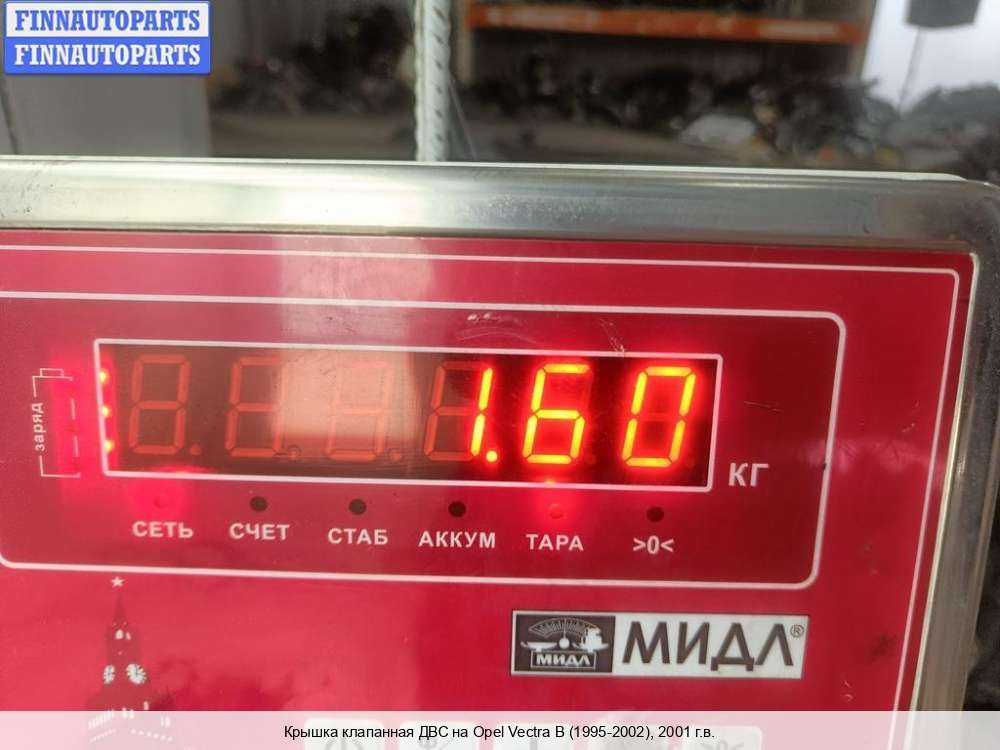 FINNAUTOPARTS
FINNAUTOPARTS
заряд
1.60
КГ
СЕТЬ СЧЕТ СТАБ АККУМ ТАРА >0<
МИДЛ МИДЛ®
Крышка клапанная ДВС на Opel Vectra B (1995-2002), 2001 г.в.